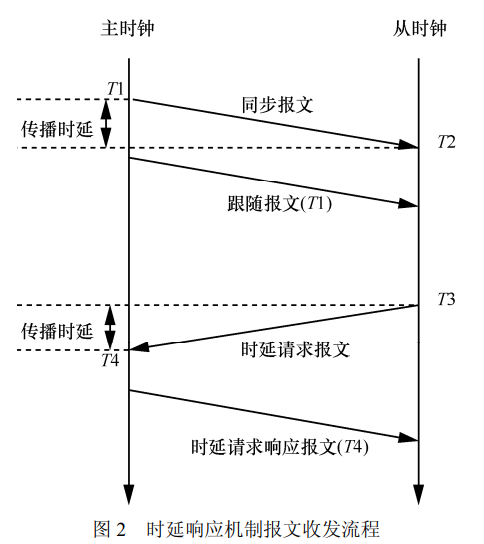 主时钟
从时钟
T1
同步报文
传播时延
T2
跟随报文(T1)
T3
传播时延
时延请求报文
T4
时延请求响应报文(T4)
图 2 时延响应机制报文收发流程